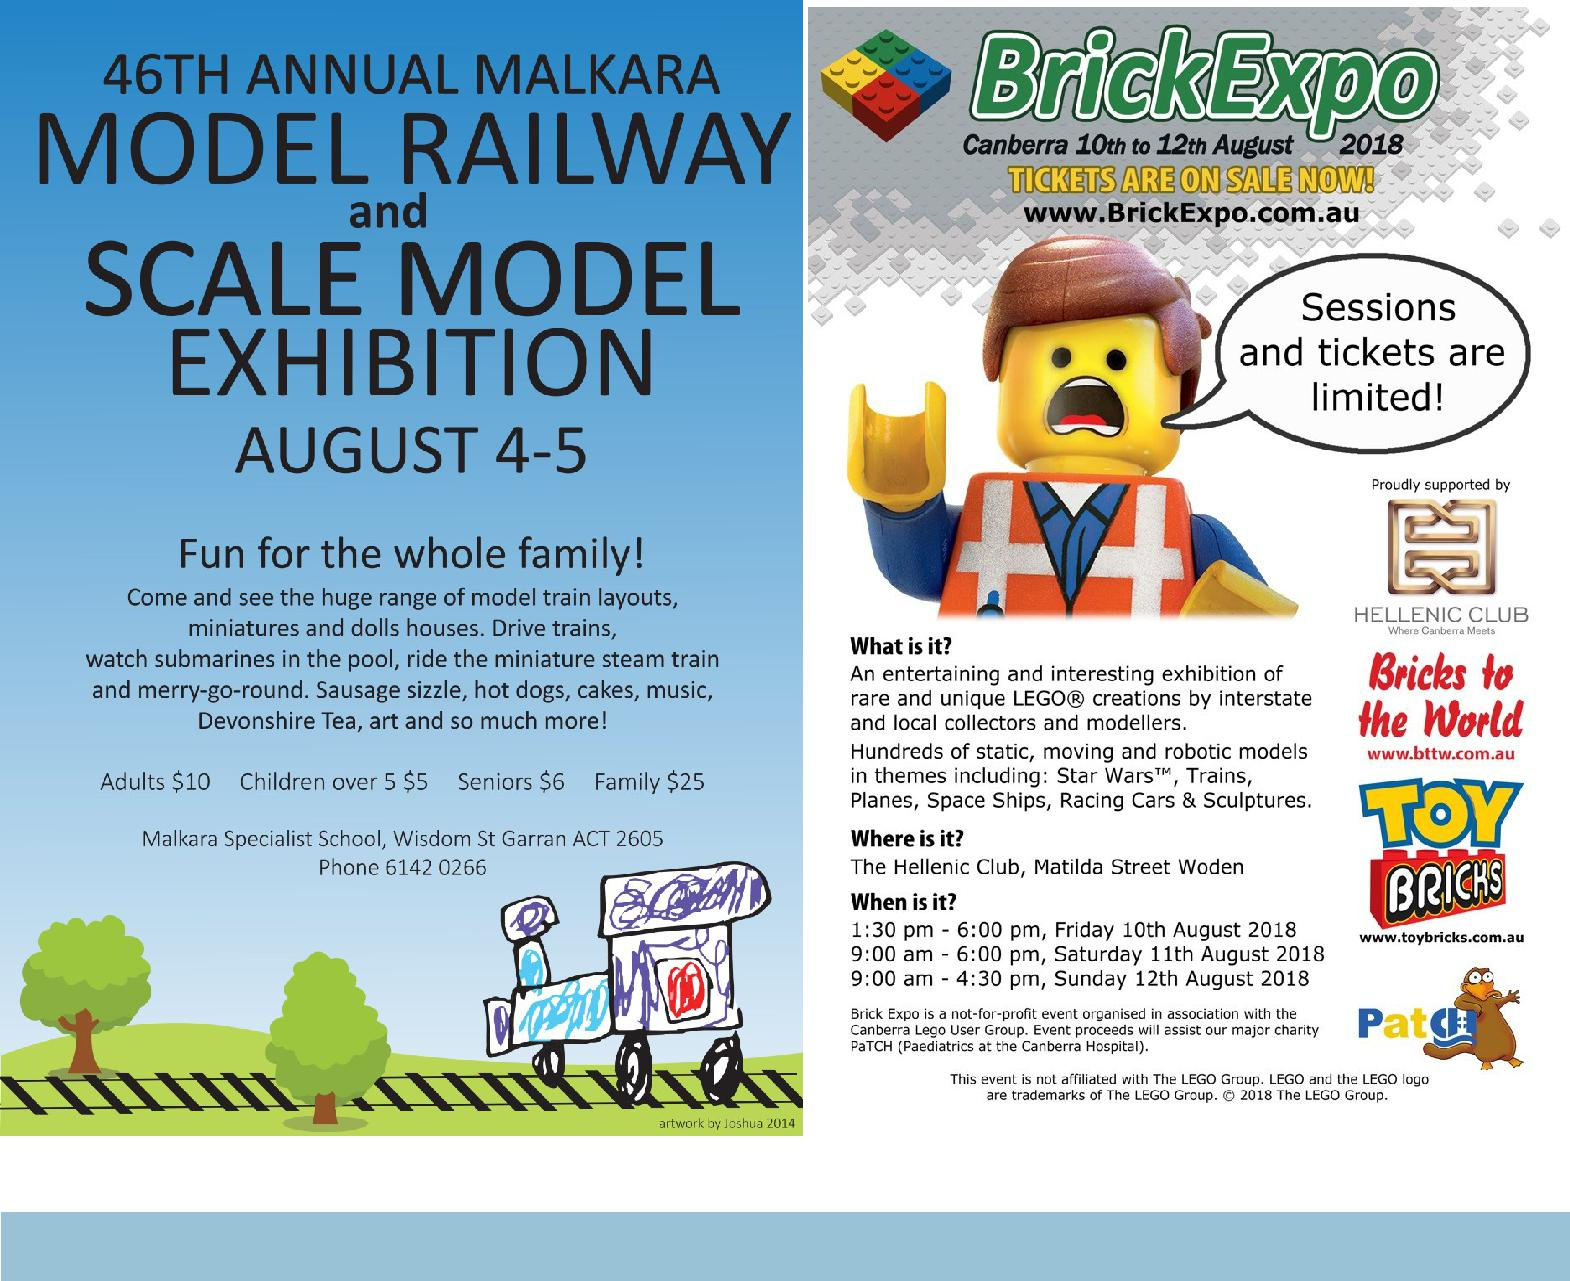 46TH ANNUAL MALKARA
MODEL RAILWAY
and
SCALE MODEL
EXHIBITION
AUGUST 4-5
Fun for the whole family!
Come and see the huge range of model train layouts,
miniatures and dolls houses. Drive trains,
watch submarines in the pool, ride the miniature steam train
and merry-go-round. Sausage sizzle, hot dogs, cakes, music,
Devonshire Tea, art and so much more!
Adults $10 Children over 5 $5 Seniors $6 Family $25
Malkara Specialist School, Wisdom St Garran ACT 2605
Phone 6142 0266
artwork by Joshua 2014
BrickExpo
Canberra 10th to 12th August 2018
TICKETS ARE ON SALE NOW!
www.BrickExpo.com.au
Sessions
and tickets are
limited!
Proudly supported by
HELLENIC CLUB
Where Canberra Meets
Bricks to
the World
www.bttw.com.au
TOY
BRICKS
www.toybricks.com.au
PatCH
What is it?
An entertaining and interesting exhibition of
rare and unique LEGO® creations by interstate
and local collectors and modellers.
Hundreds of static, moving and robotic models
in themes including: Star Wars™, Trains,
Planes, Space Ships, Racing Cars & Sculptures.
Where is it?
The Hellenic Club, Matilda Street Woden
When is it?
1:30 pm - 6:00 pm, Friday 10th August 2018
9:00 am - 6:00 pm, Saturday 11th August 2018
9:00 am - 4:30 pm, Sunday 12th August 2018
Brick Expo is a not-for-profit event organised in association with the
Canberra Lego User Group. Event proceeds will assist our major charity
PaTCH (Paediatrics at the Canberra Hospital).
This event is not affiliated with The LEGO Group. LEGO and the LEGO logo
are trademarks of The LEGO Group. © 2018 The LEGO Group.